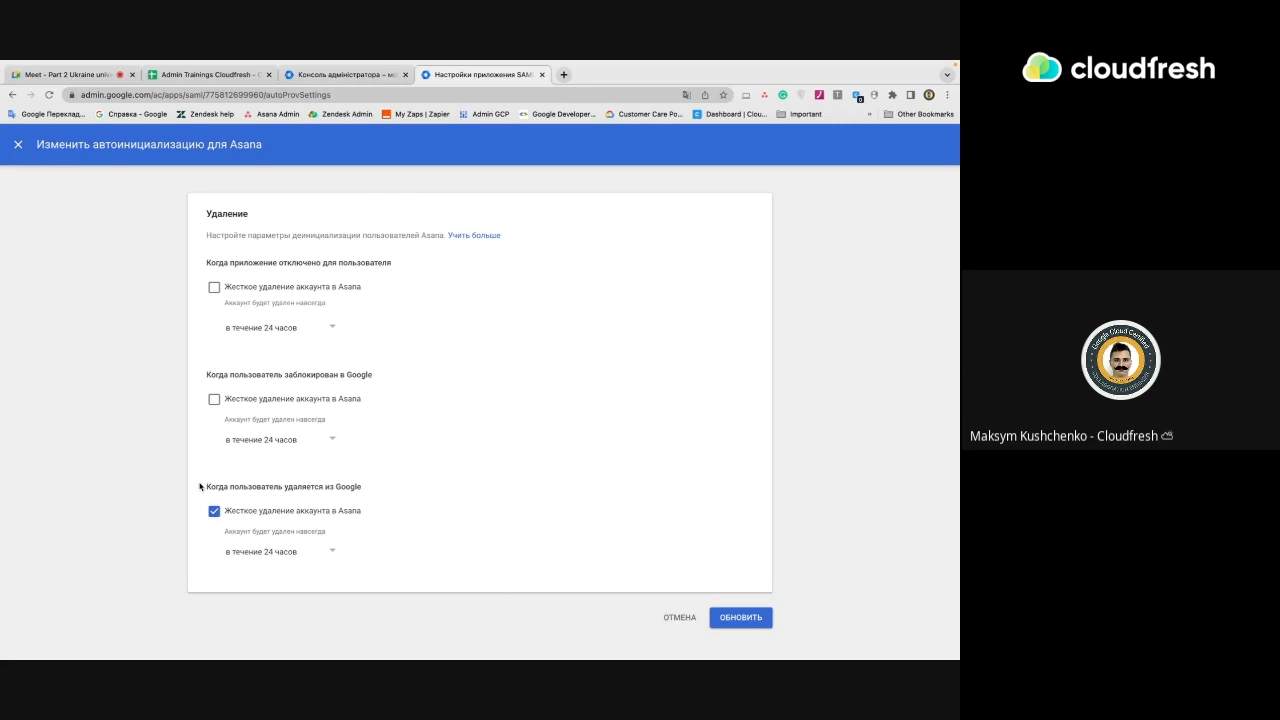 Meet - Part 2 Ukraine univ
Admin Trainings Cloudfresh - G
Консоль адміністратора – мо
Настройки приложения SAM
admin.google.com/ac/apps/saml/775812699960/autoProvSettings
Google Переклад...
Справка - Google
Zendesk help
Asana Admin
Zendesk Admin
My Zaps | Zapier
Admin GCP
Google Developer...
Customer Care Po...
Dashboard | Clou...
Important
»
Other Bookmarks
Изменить автоинициализацию для Asana
Удаление
Настройте параметры деинициализации пользователей Asana. Учить больше
Когда приложение отключено для пользователя
Жесткое удаление аккаунта в Asana
Аккаунт будет удален навсегда
в течение 24 часов
Когда пользователь заблокирован в Google
Жесткое удаление аккаунта в Asana
Аккаунт будет удален навсегда
в течение 24 часов
Когда пользователь удаляется из Google
Жесткое удаление аккаунта в Asana
Аккаунт будет удален навсегда
в течение 24 часов
ОТМЕНА
ОБНОВИТЬ
cloudfresh
Google Cloud Certified
Maksym Kushchenko - Cloudfresh